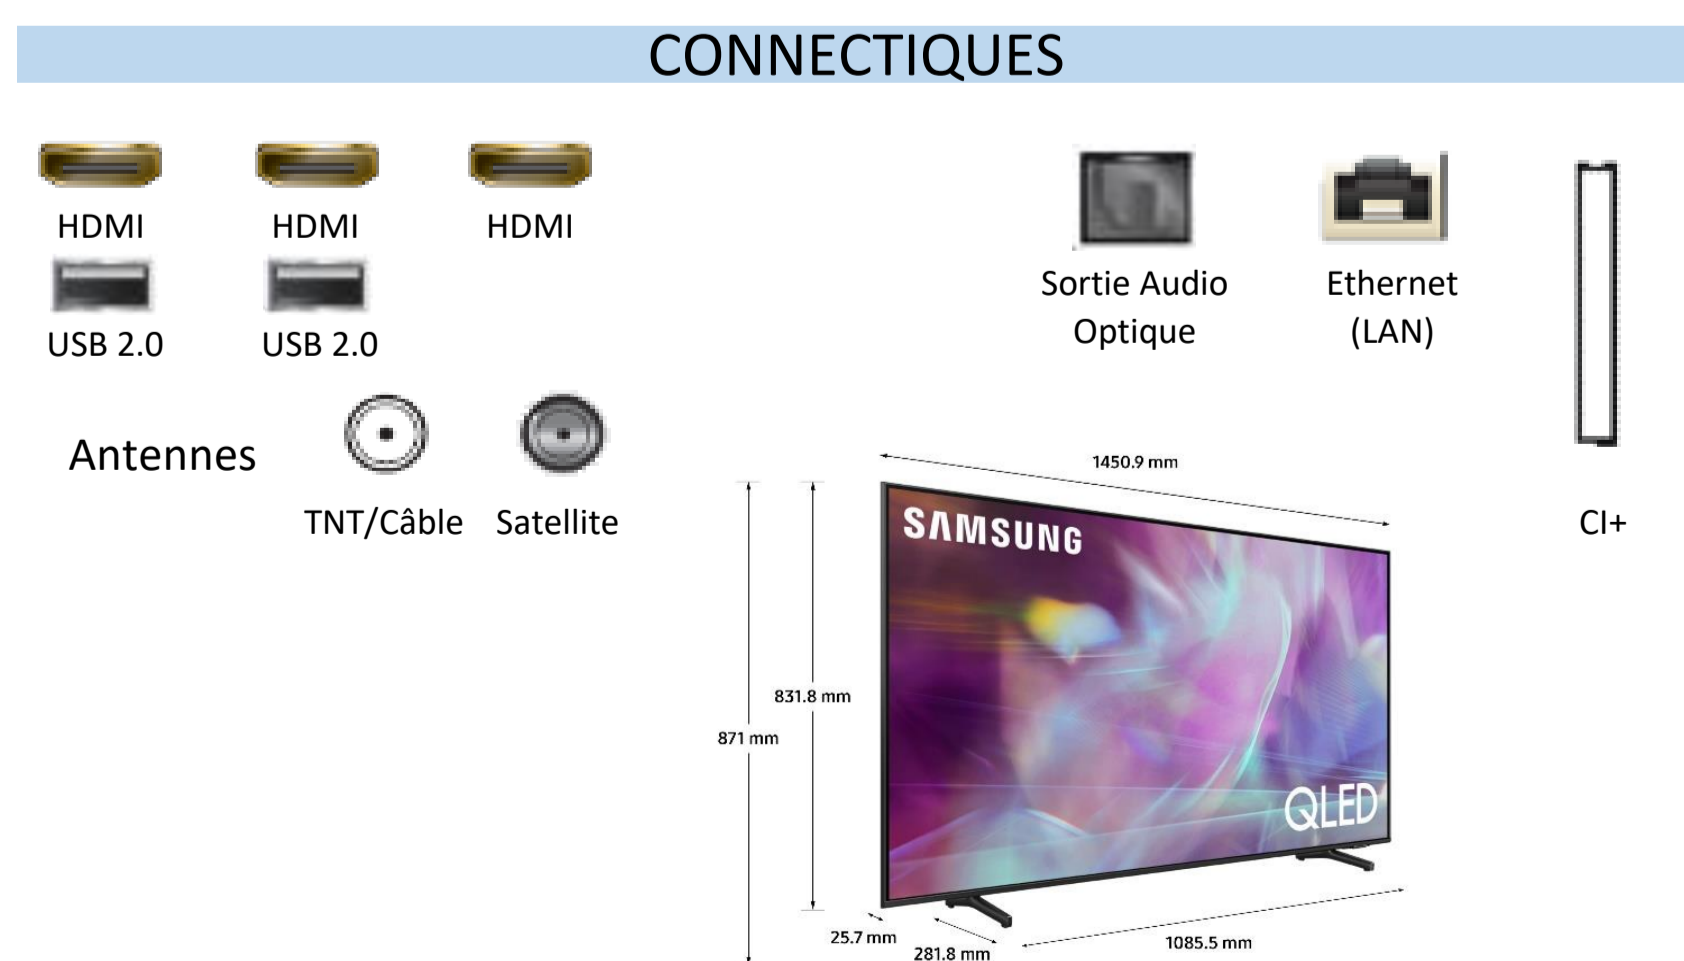 CONNECTIQUES
HDMI
HDMI
HDMI
USB 2.0
USB 2.0
Sortie Audio
Optique
Ethernet
(LAN)
CI+
Antennes
TNT/Câble
Satellite
1450.9 mm
SAMSUNG
831.8 mm
871 mm
QLED
25.7 mm
281.8 mm
1085.5 mm